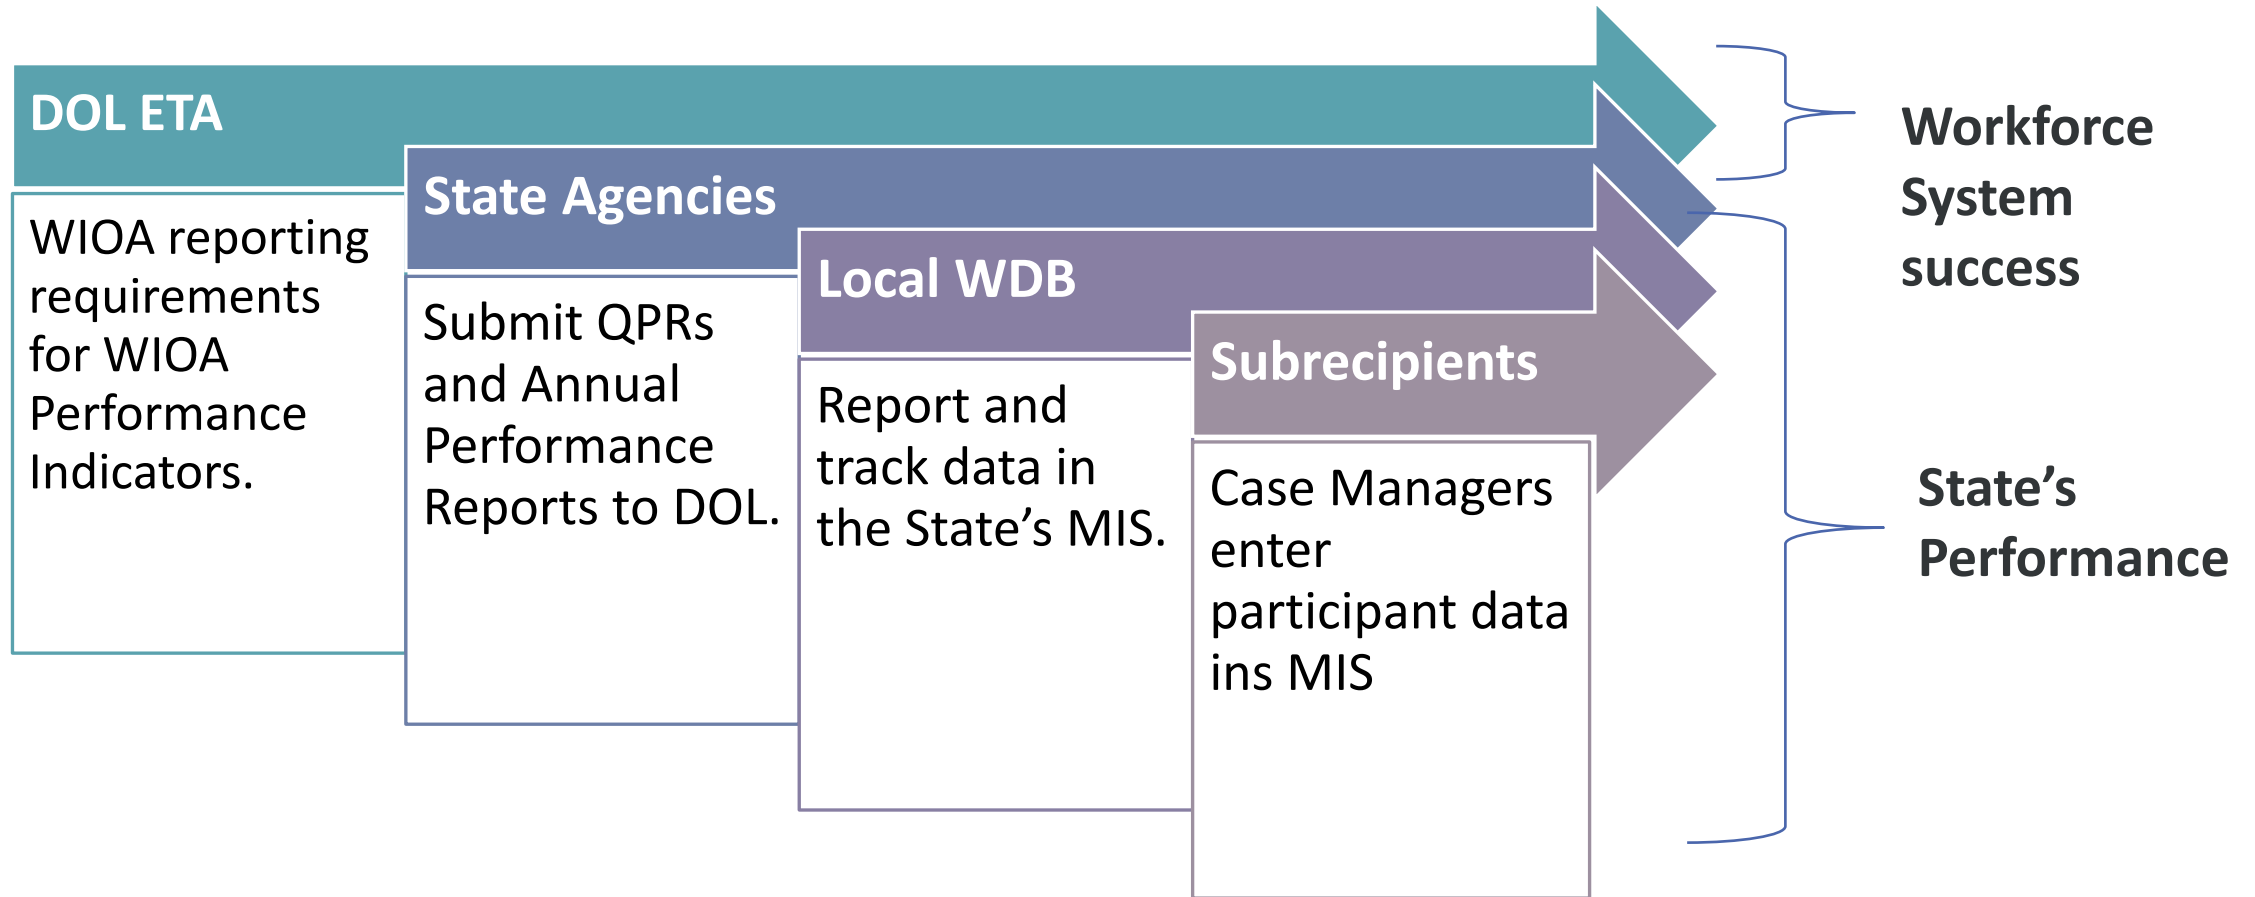 DOL ETA
WIOA reporting
requirements
for WIOA
Performance
Indicators.
State Agencies
Submit QPRs
and Annual
Performance
Reports to DOL.
Local WDB
Report and
track data in
the State’s MIS.
Subrecipients
Case Managers
enter
participant data
ins MIS
Workforce
System
success
State’s
Performance